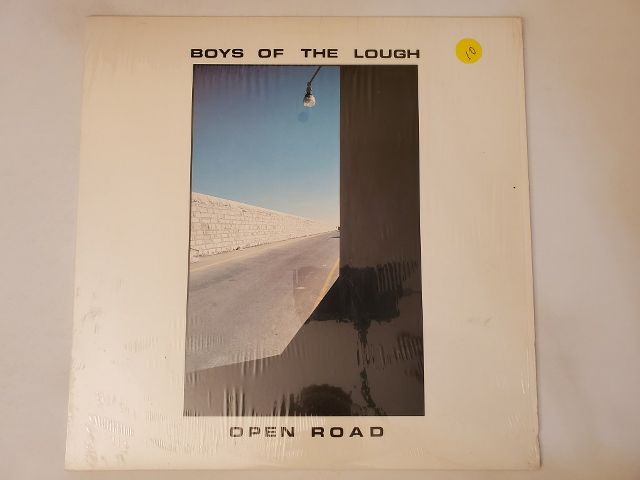 BOYS OF THE LOUGH
10
OPEN ROAD